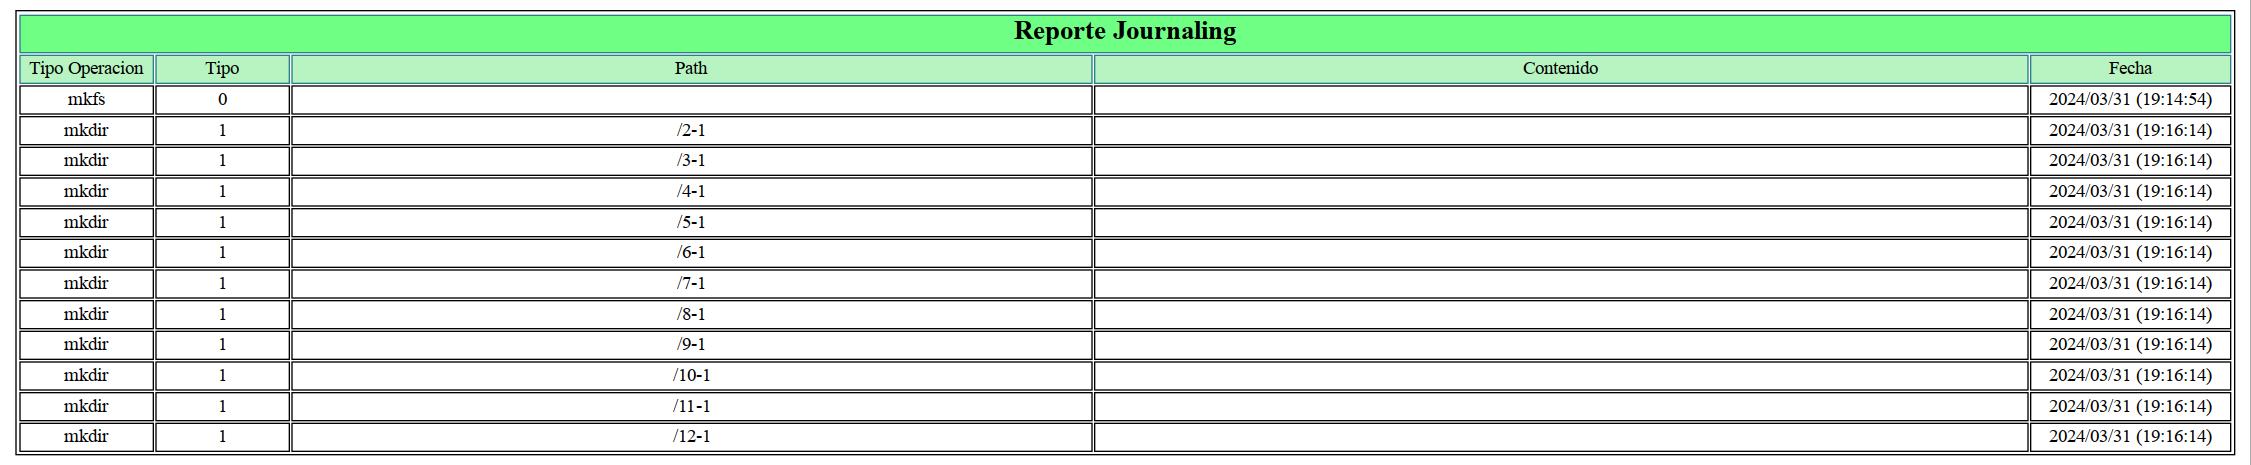 Reporte Journaling
Tipo Operacion Tipo Path Contenido Fecha
mkfs 0 2024/03/31 (19:14:54)
mkdir 1 /2-1 2024/03/31 (19:16:14)
mkdir 1 /3-1 2024/03/31 (19:16:14)
mkdir 1 /4-1 2024/03/31 (19:16:14)
mkdir 1 /5-1 2024/03/31 (19:16:14)
mkdir 1 /6-1 2024/03/31 (19:16:14)
mkdir 1 /7-1 2024/03/31 (19:16:14)
mkdir 1 /8-1 2024/03/31 (19:16:14)
mkdir 1 /9-1 2024/03/31 (19:16:14)
mkdir 1 /10-1 2024/03/31 (19:16:14)
mkdir 1 /11-1 2024/03/31 (19:16:14)
mkdir 1 /12-1 2024/03/31 (19:16:14)